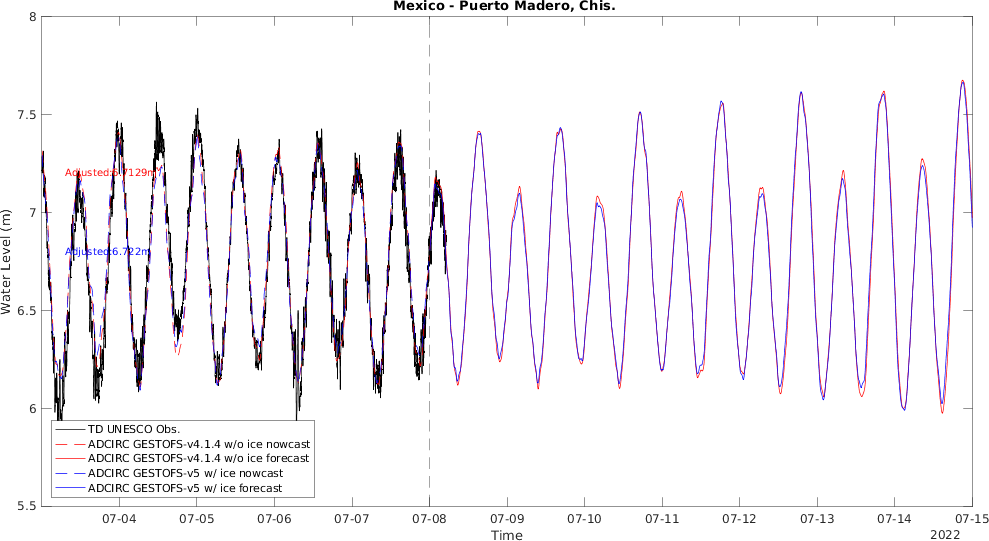 Mexico - Puerto Madero, Chis.
8
7.5
7
6.5
6
5.5
Water Level (m)
Adjusted:6.7129m
Adjusted:6.722m
TD UNESCO Obs.
ADCIRC GESTOFS-v4.1.4 w/o ice nowcast
ADCIRC GESTOFS-v4.1.4 w/o ice forecast
ADCIRC GESTOFS-v5 w/ ice nowcast
ADCIRC GESTOFS-v5 w/ ice forecast
07-04 07-05 07-06 07-07 07-08 07-09 07-10 07-11 07-12 07-13 07-14 07-15
Time
2022